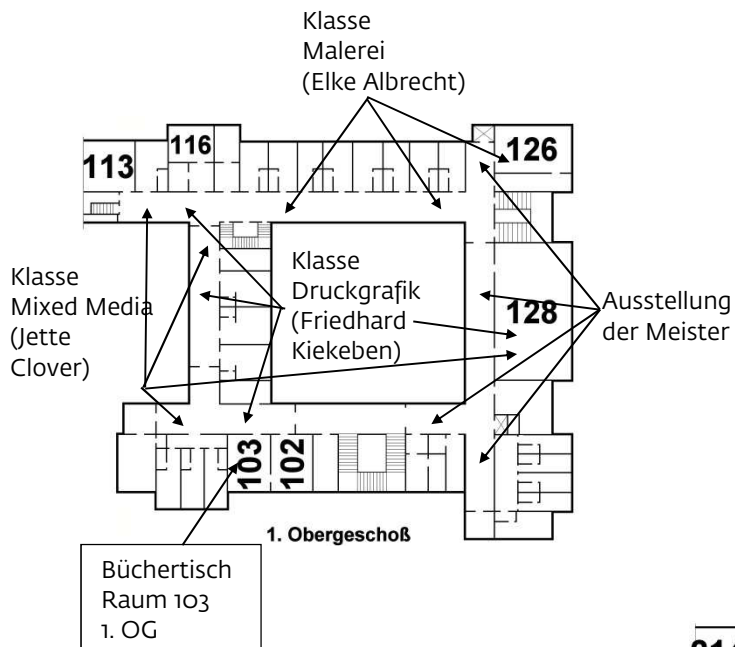 Klasse
Malerei
(Elke Albrecht)
113
116
126
Klasse
Mixed Media
(Jette
Clover)
Klasse
Druckgrafik
(Friedhard
Kiekeben)
128
Ausstellung
der Meister
103
102
1. Obergeschoß
Büchertisch
Raum 103
1. OG